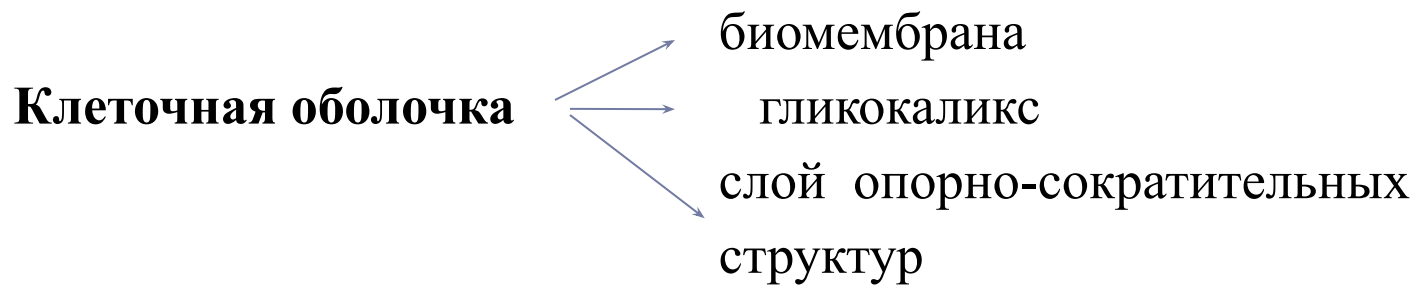 биомембрана
Клеточная оболочка
гликокаликс
слой опорно-сократительных
структур